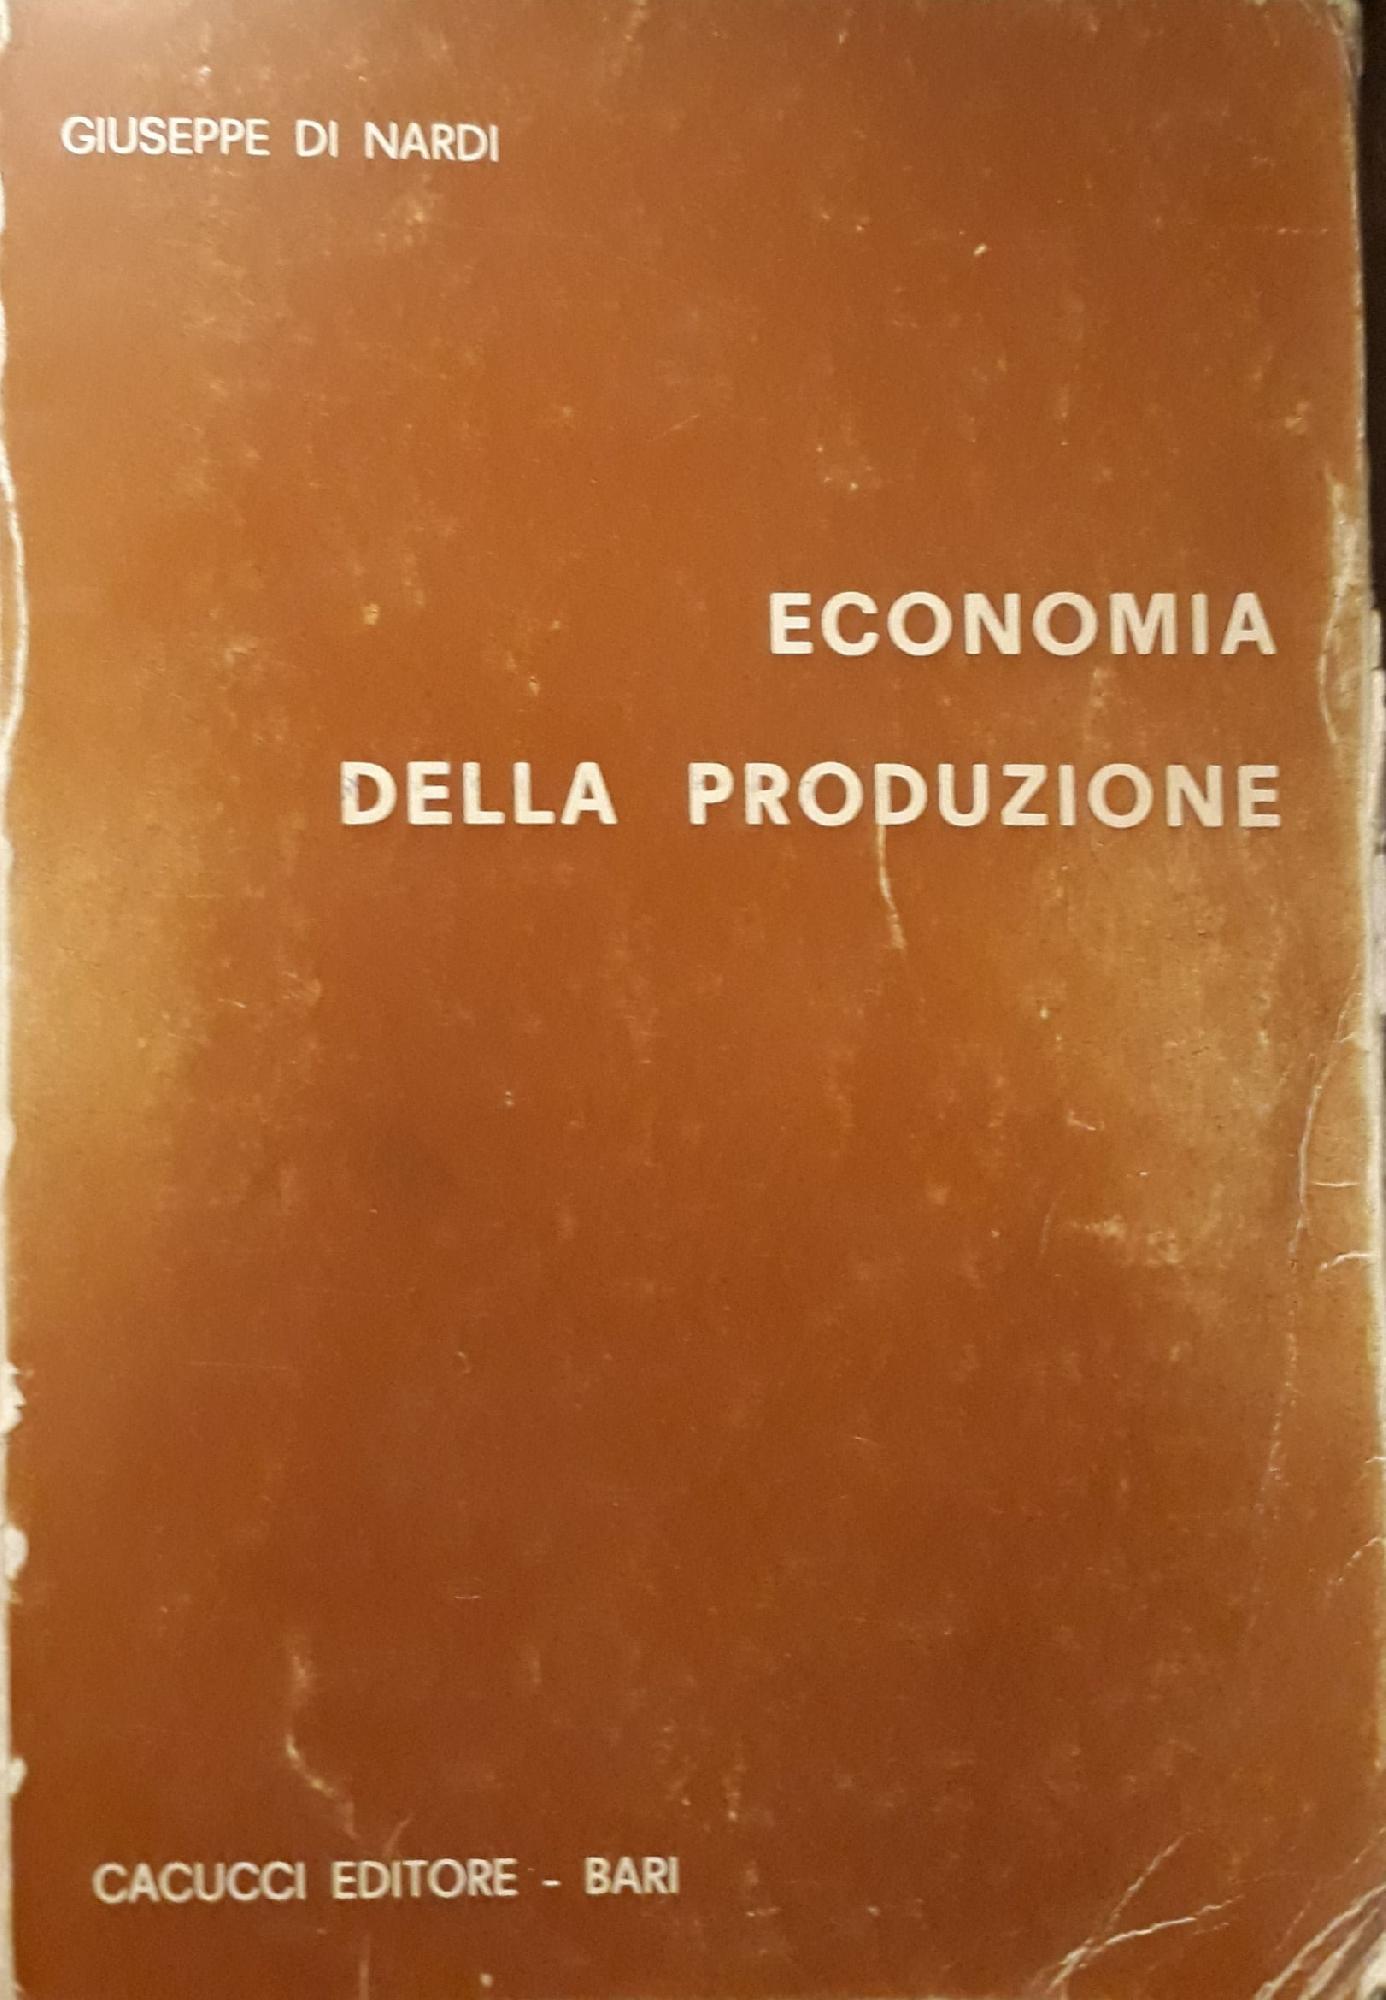 GIUSEPPE DI NARDI
ECONOMIA
DELLA PRODUZIONE
CACUCCI EDITORE - BARI